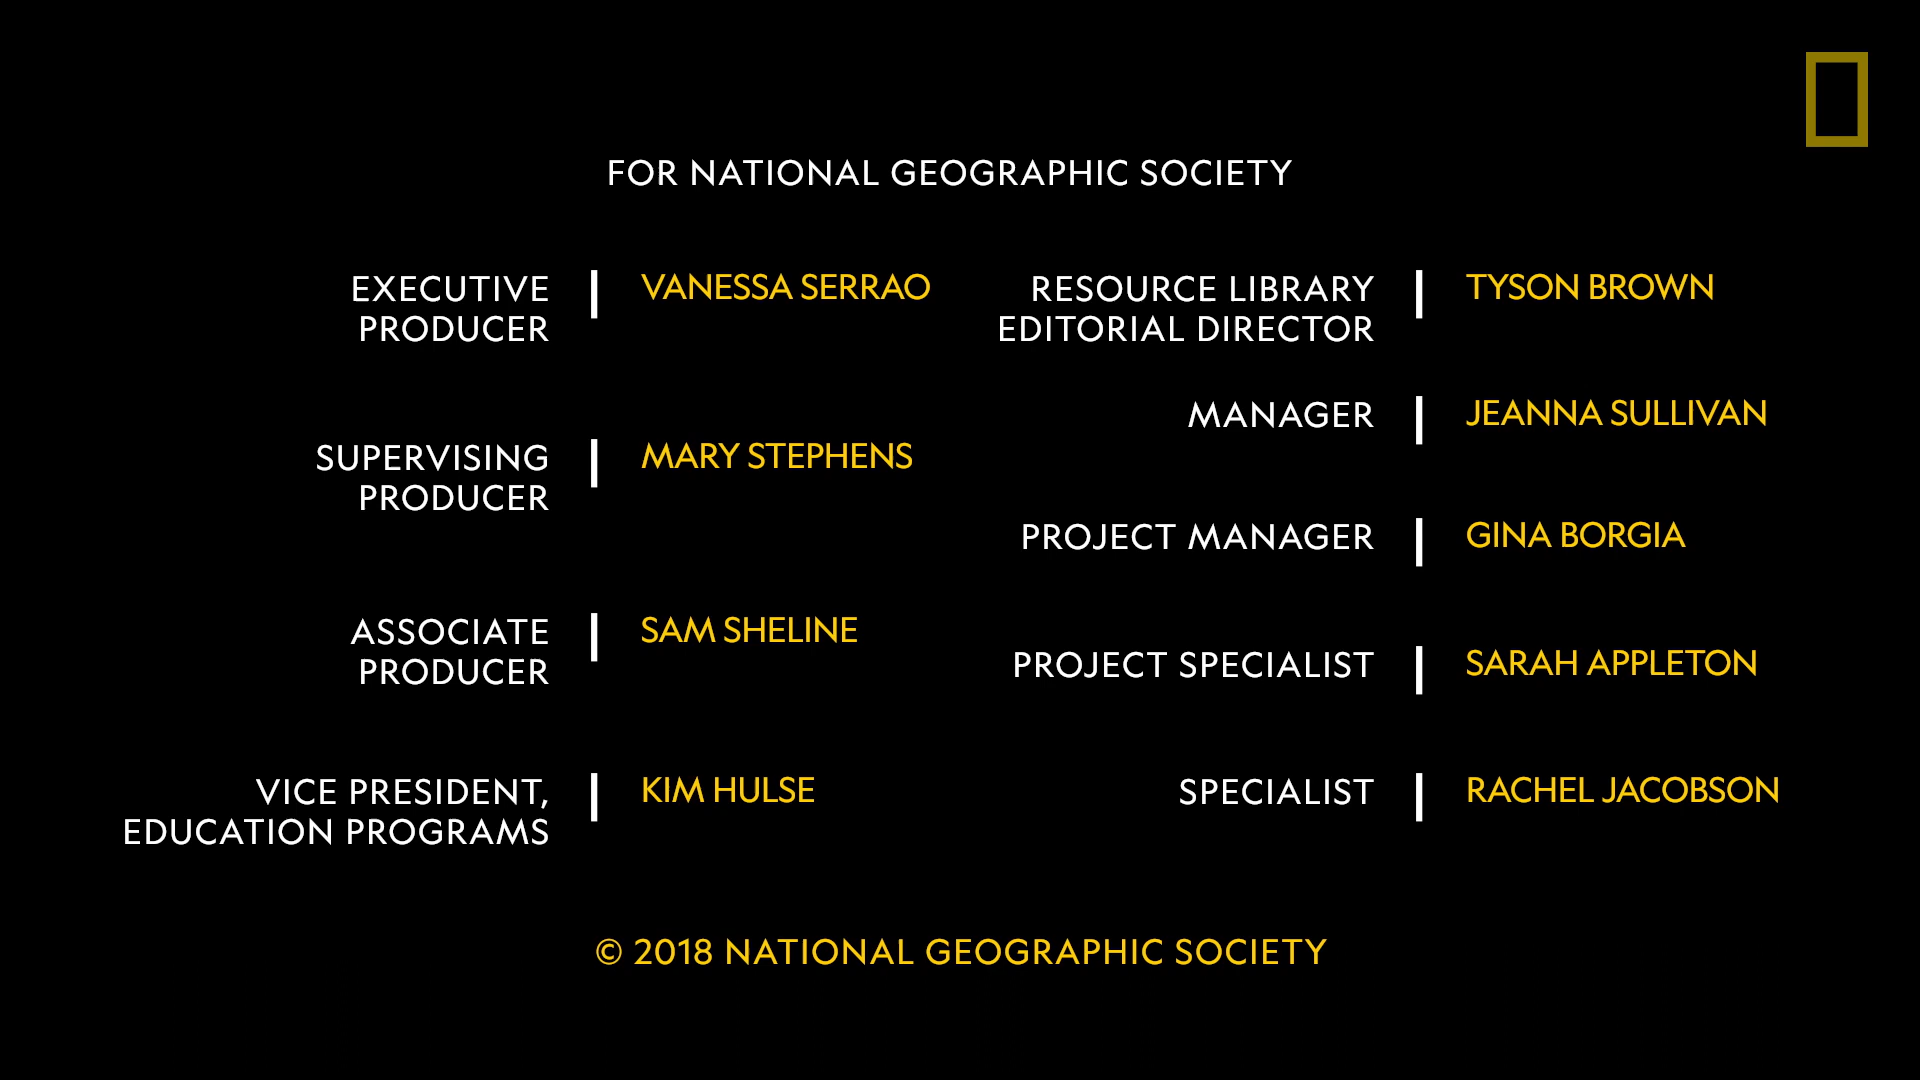 FOR NATIONAL GEOGRAPHIC SOCIETY
EXECUTIVE
PRODUCER
VANESSA SERRAO
SUPERVISING
PRODUCER
MARY STEPHENS
ASSOCIATE
PRODUCER
SAM SHELINE
VICE PRESIDENT,
EDUCATION PROGRAMS
KIM HULSE
RESOURCE LIBRARY
EDITORIAL DIRECTOR
TYSON BROWN
MANAGER
JEANNA SULLIVAN
PROJECT MANAGER
GINA BORGIA
PROJECT SPECIALIST
SARAH APPLETON
SPECIALIST
RACHEL JACOBSON
© 2018 NATIONAL GEOGRAPHIC SOCIETY